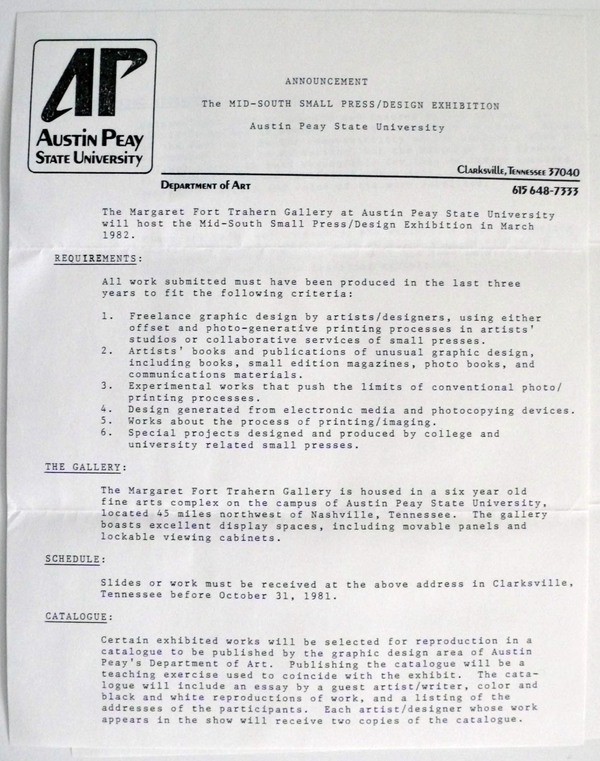 AP
AUSTIN PEAY
STATE UNIVERSITY
ANNOUNCEMENT
The MID-SOUTH SMALL PRESS/DESIGN EXHIBITION
Austin Peay State University
Clarksville, Tennessee 37040
Department of Art
615 648-7333
The Margaret Fort Trahern Gallery at Austin Peay State University
will host the Mid-South Small Press/Design Exhibition in March
1982.
REQUIREMENTS:
All work submitted must have been produced in the last three
years to fit the following criteria:
1. Freelance graphic design by artists/designers, using either
offset and photo-generative printing processes in artists'
studios or collaborative services of small presses.
2. Artists' books and publications of unusual graphic design,
including books, small edition magazines, photo books, and
communications materials.
3. Experimental works that push the limits of conventional photo/
printing processes.
4. Design generated from electronic media and photocopying devices.
5. Works about the process of printing/imaging.
6. Special projects designed and produced by college and
university related small presses.
THE GALLERY:
The Margaret Fort Trahern Gallery is housed in a six year old
fine arts complex on the campus of Austin Peay State University,
located 45 miles northwest of Nashville, Tennessee. The gallery
boasts excellent display spaces, including movable panels and
lockable viewing cabinets.
SCHEDULE:
Slides or work must be received at the above address in Clarksville,
Tennessee before October 31, 1981.
CATALOGUE:
Certain exhibited works will be selected for reproduction in a
catalogue to be published by the graphic design area of Austin
Peay's Department of Art. Publishing the catalogue will be a
teaching exercise used to coincide with the exhibit. The cata-
logue will include an essay by a guest artist/writer, color and
black and white reproductions of work, and a listing of the
addresses of the participants. Each artist/designer whose work
appears in the show will receive two copies of the catalogue.